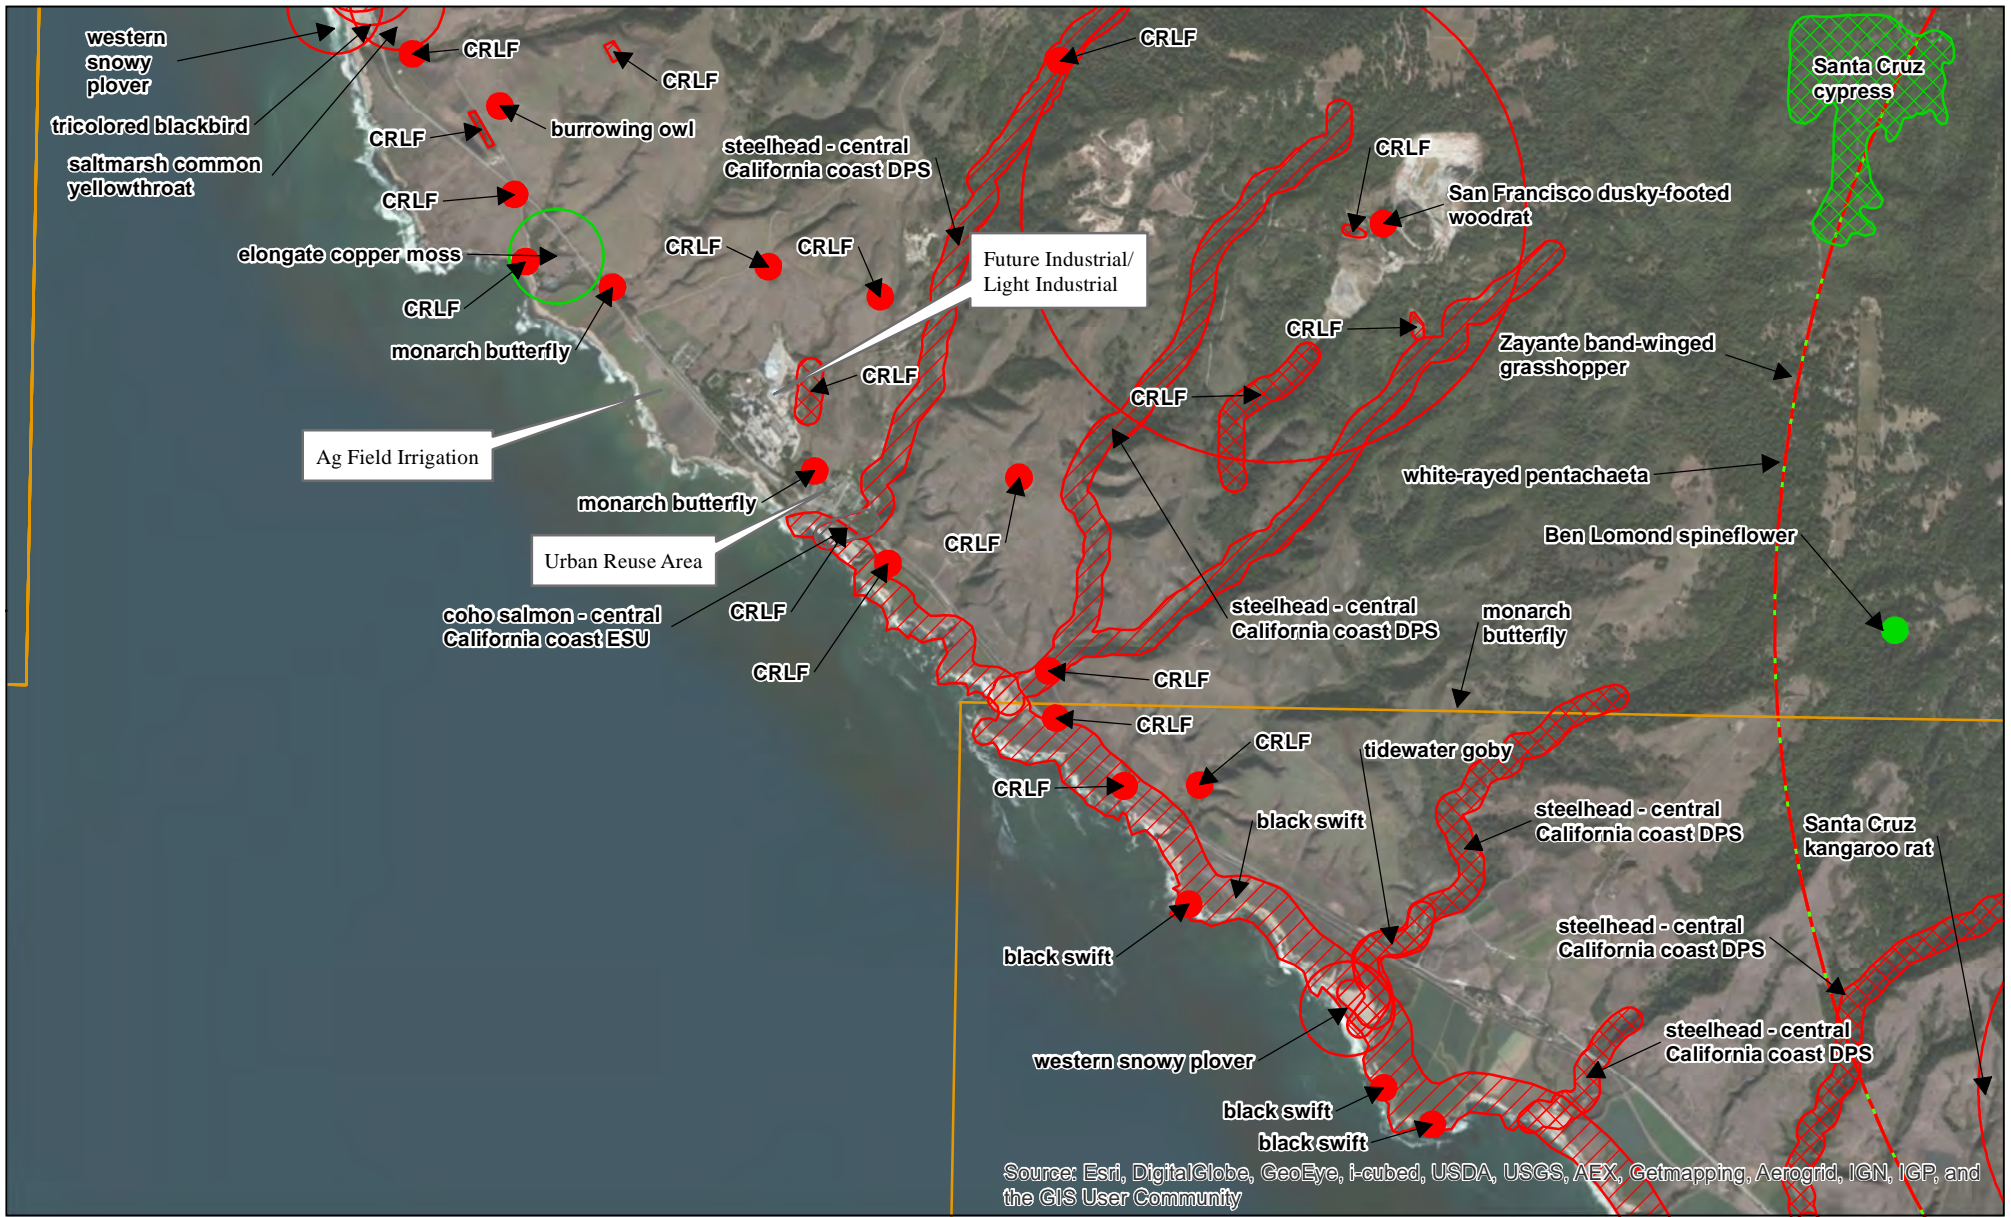 western
snowy
plover
CRLF
CRLF
CRLF
Santa Cruz
cypress
tricolored blackbird
CRLF
burrowing owl
saltmarsh common
yellowthroat
steelhead - central
California coast DPS
CRLF
San Francisco dusky-footed
woodrat
CRLF
elongate copper moss
CRLF
CRLF
Future Industrial/
Light Industrial
CRLF
monarch butterfly
CRLF
Zayante band-winged
grasshopper
CRLF
CRLF
Ag Field Irrigation
white-rayed pentachaeta
monarch butterfly
CRLF
Ben Lomond spineflower
Urban Reuse Area
coho salmon - central
California coast ESU
CRLF
steelhead - central
California coast DPS
monarch
butterfly
CRLF
CRLF
CRLF
CRLF
tidewater goby
CRLF
black swift
steelhead - central
California coast DPS
Santa Cruz
kangaroo rat
black swift
steelhead - central
California coast DPS
western snowy plover
steelhead - central
California coast DPS
black swift
black swift
Source: Esri, DigitalGlobe, GeoEye, i-cubed, USDA, USGS, AEX, Getmapping, Aerogrid, IGN, IGP, and
the GIS User Community